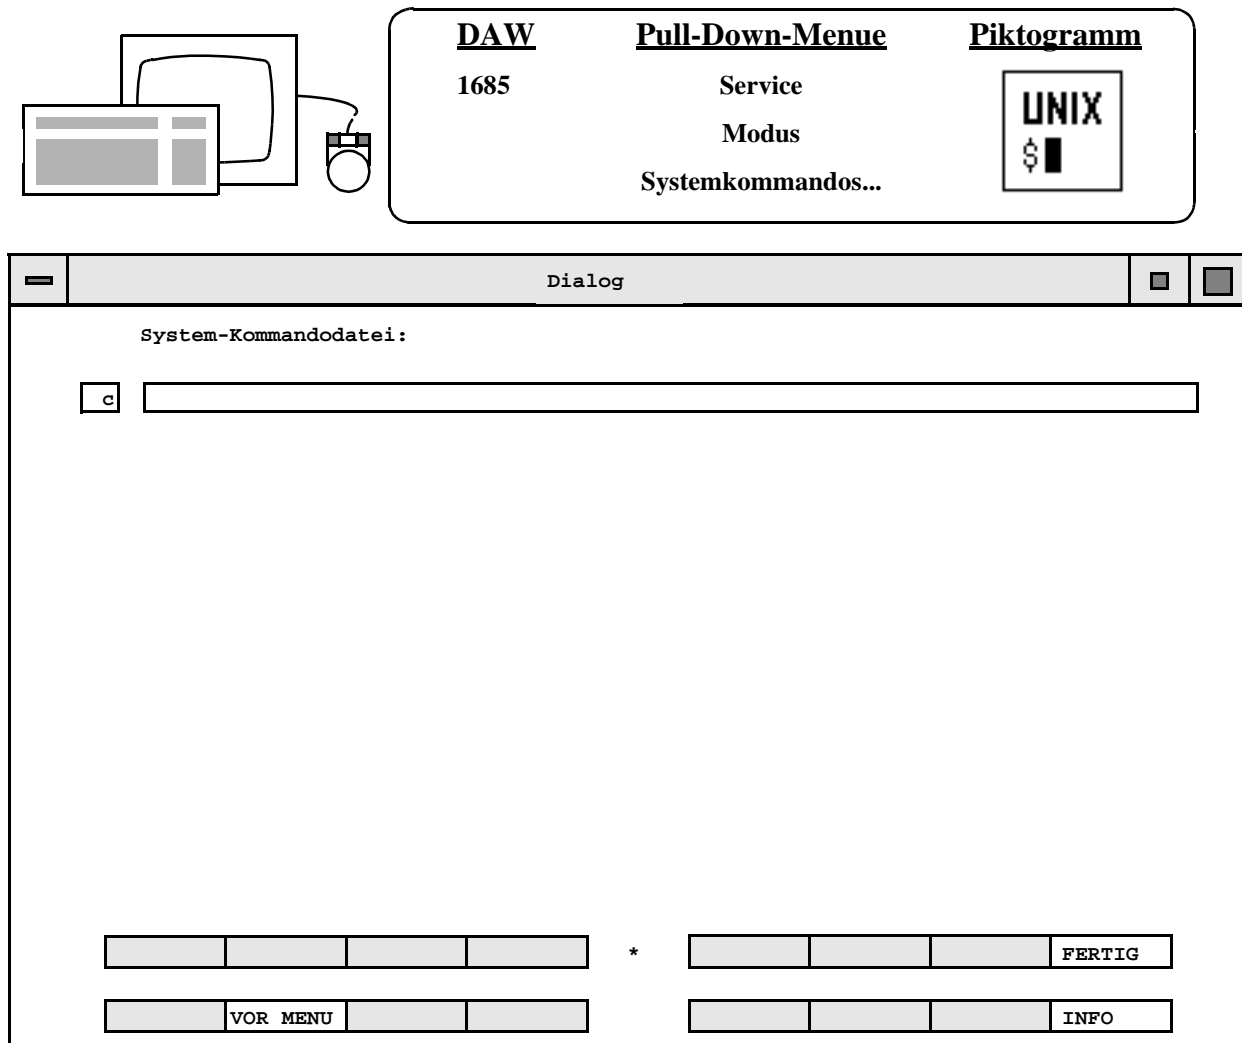 DAW Pull-Down-Menue Piktogramm
1685 Service
Modus
Systemkommandos...
UNIX
$
Dialog
System-Kommandodatei:
c
* FERTIG
VOR MENU INFO